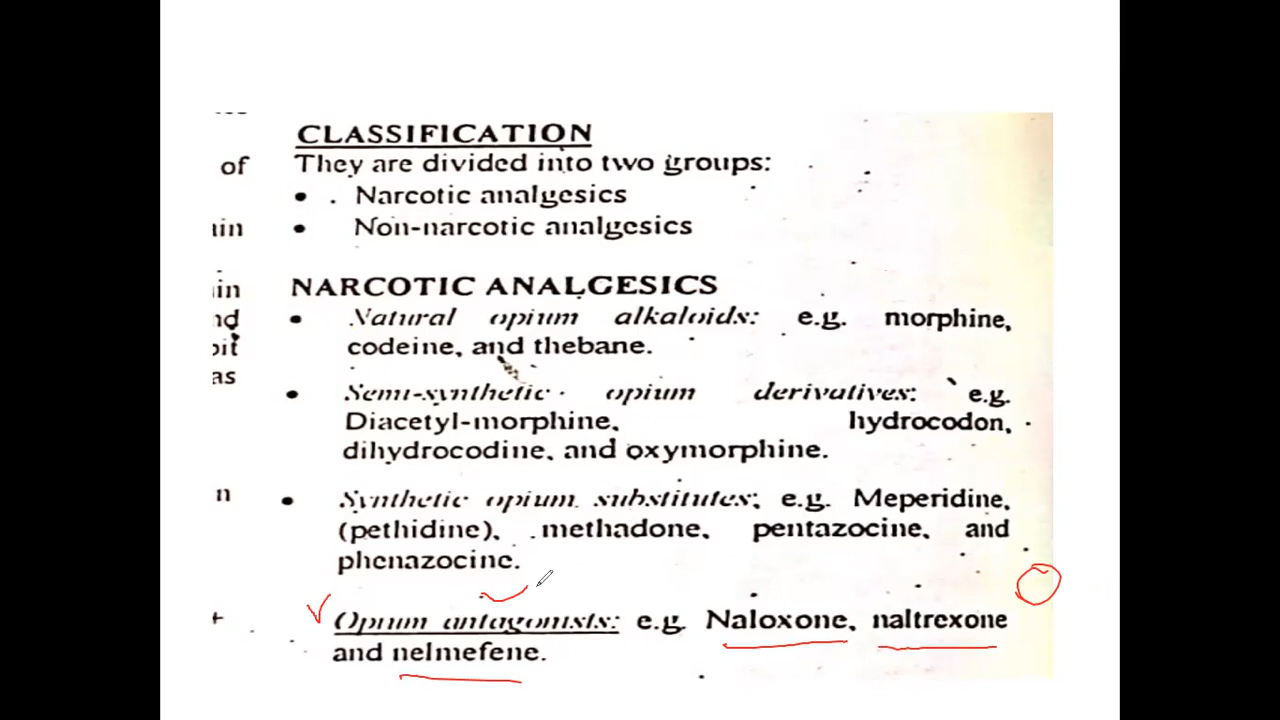 CLASSIFICATION
of They are divided into two groups:
• Narcotic analgesics
• Non-narcotic analgesics
NARCOTIC ANALGESICS
• Natural opium alkaloids: e.g. morphine,
codeine, and thebane.
as
• Semi-synthetic opium derivatives: e.g.
Diacetyl-morphine, hydrocodon,
dihydrocodine, and oxymorphine.
• Synthetic opium substitutes; e.g. Meperidine,
(pethidine), methadone, pentazocine, and
phenazocine.
Opium antagonists: e.g. Naloxone, naltrexone
and nelmefene.